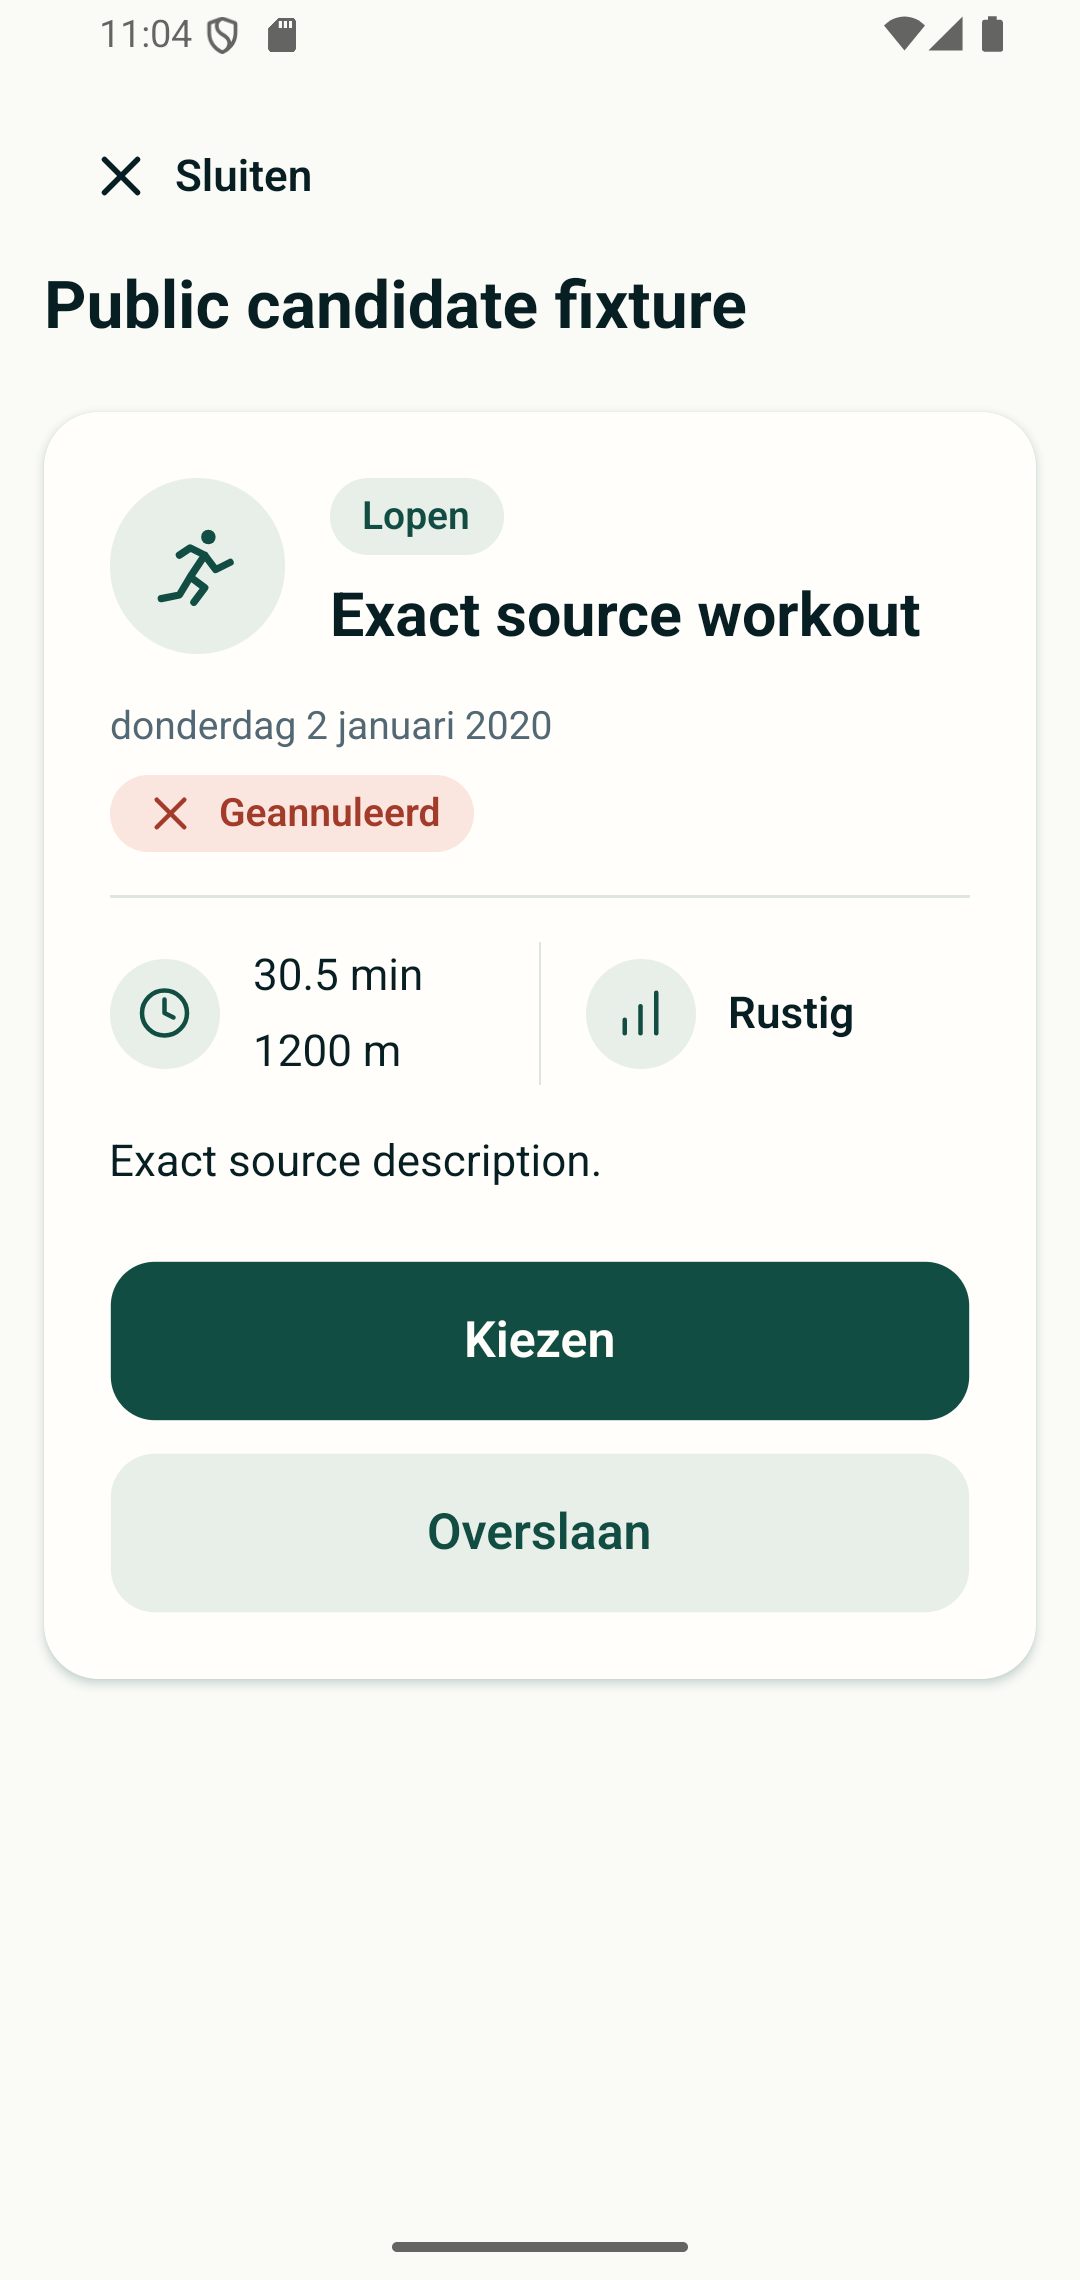 11:04
Sluiten
Public candidate fixture
Lopen
Exact source workout
donderdag 2 januari 2020
Geannuleerd
30.5 min
1200 m
Rustig
Exact source description.
Kiezen
Overslaan